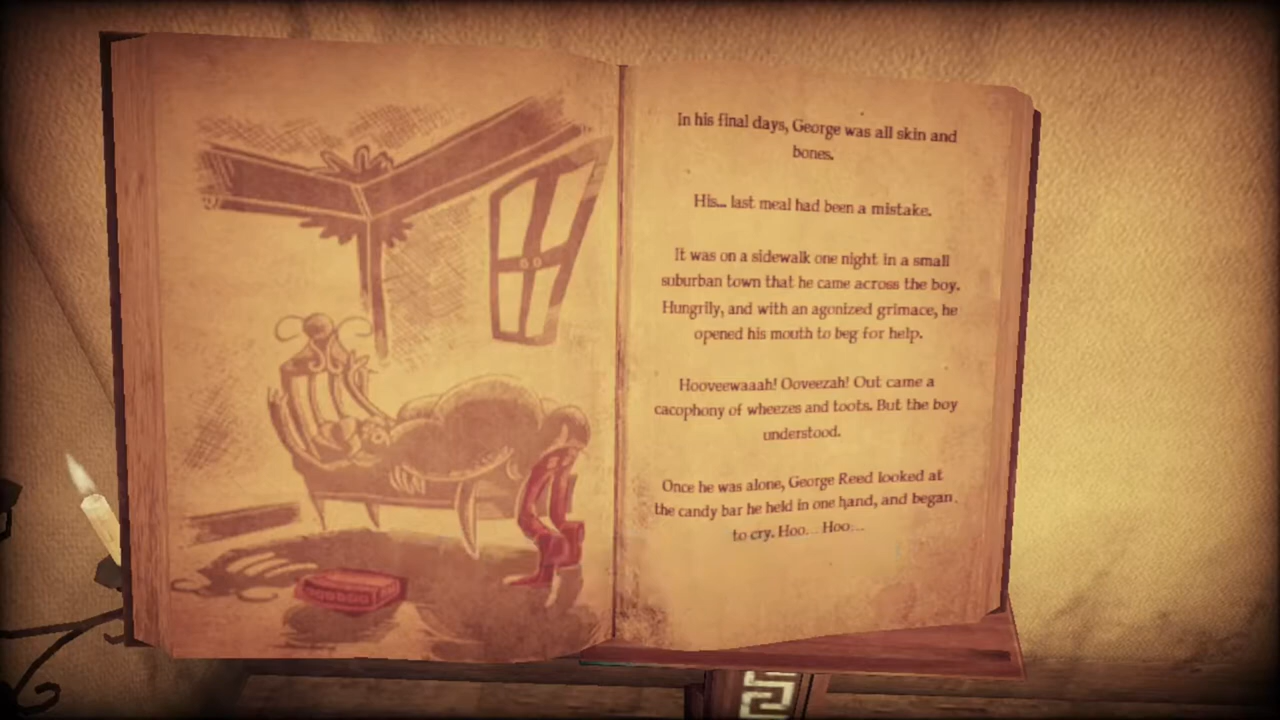 In his final days, George was all skin and
bones.
His... last meal had been a mistake.
It was on a sidewalk one night in a small
suburban town that he came across the boy.
Hungrily, and with an agonized grimace, he
opened his mouth to beg for help.
Hooveewaaah! Ooveezah! Out came a
cacophony of wheezes and toots. But the boy
understood.
Once he was alone, George Reed looked at
the candy bar he held in one hand, and began
to cry. Hoo... Hoo...